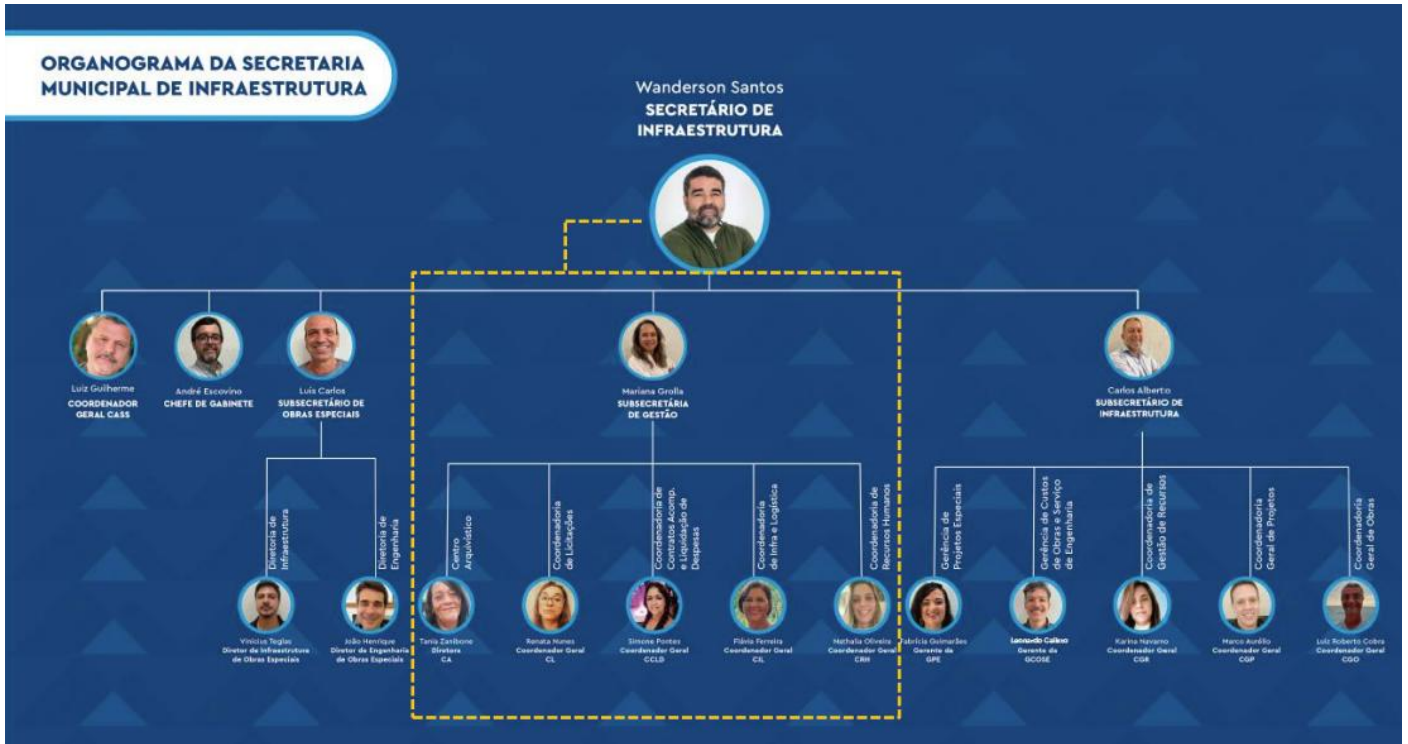 ORGANOGRAMA DA SECRETARIA
MUNICIPAL DE INFRAESTRUTURA
Wanderson Santos
SECRETÁRIO DE
INFRAESTRUTURA
Luiz Guilherme
COORDENADOR
GERAL CASS
André Escovino
CHEFE DE GABINETE
Luís Carlos
SUBSECRETÁRIO DE
OBRAS ESPECIAIS
Mariana Grolla
SUBSECRETÁRIA
DE GESTÃO
Carlos Alberto
SUBSECRETÁRIO DE
INFRAESTRUTURA
Diretoria de
Infraestrutura
Diretoria de
Engenharia
Centro
Arquivístico
Coordenadoria
de Licitações
Coordenadoria de
Contratos Acomp.
e Liquidação de
Despesas
Coordenadoria
de Infra e Logística
Coordenadoria de
Recursos Humanos
Gerência de
Projetos Especiais
Gerência de Custos
de Obras e Serviço
de Engenharia
Coordenadoria de
Gestão de Recursos
Coordenadoria
Geral de Projetos
Coordenadoria
Geral de Obras
Vinícius Teglas
Diretor de Infraestrutura
de Obras Especiais
João Henrique
Diretor de Engenharia
de Obras Especiais
Tania Zanibone
Diretora
CA
Renata Nunes
Coordenador Geral
CL
Simone Pontes
Coordenador Geral
CCLD
Flávia Ferreira
Coordenador Geral
CIL
Nathalia Oliveira
Coordenador Geral
CRH
Fabrícia Guimarães
Gerente da
GPE
Leonardo Calixto
Gerente da
GCOSE
Karina Navarno
Coordenador Geral
CGR
Marco Aurélio
Coordenador Geral
CGP
Luiz Roberto Cobra
Coordenador Geral
CGO